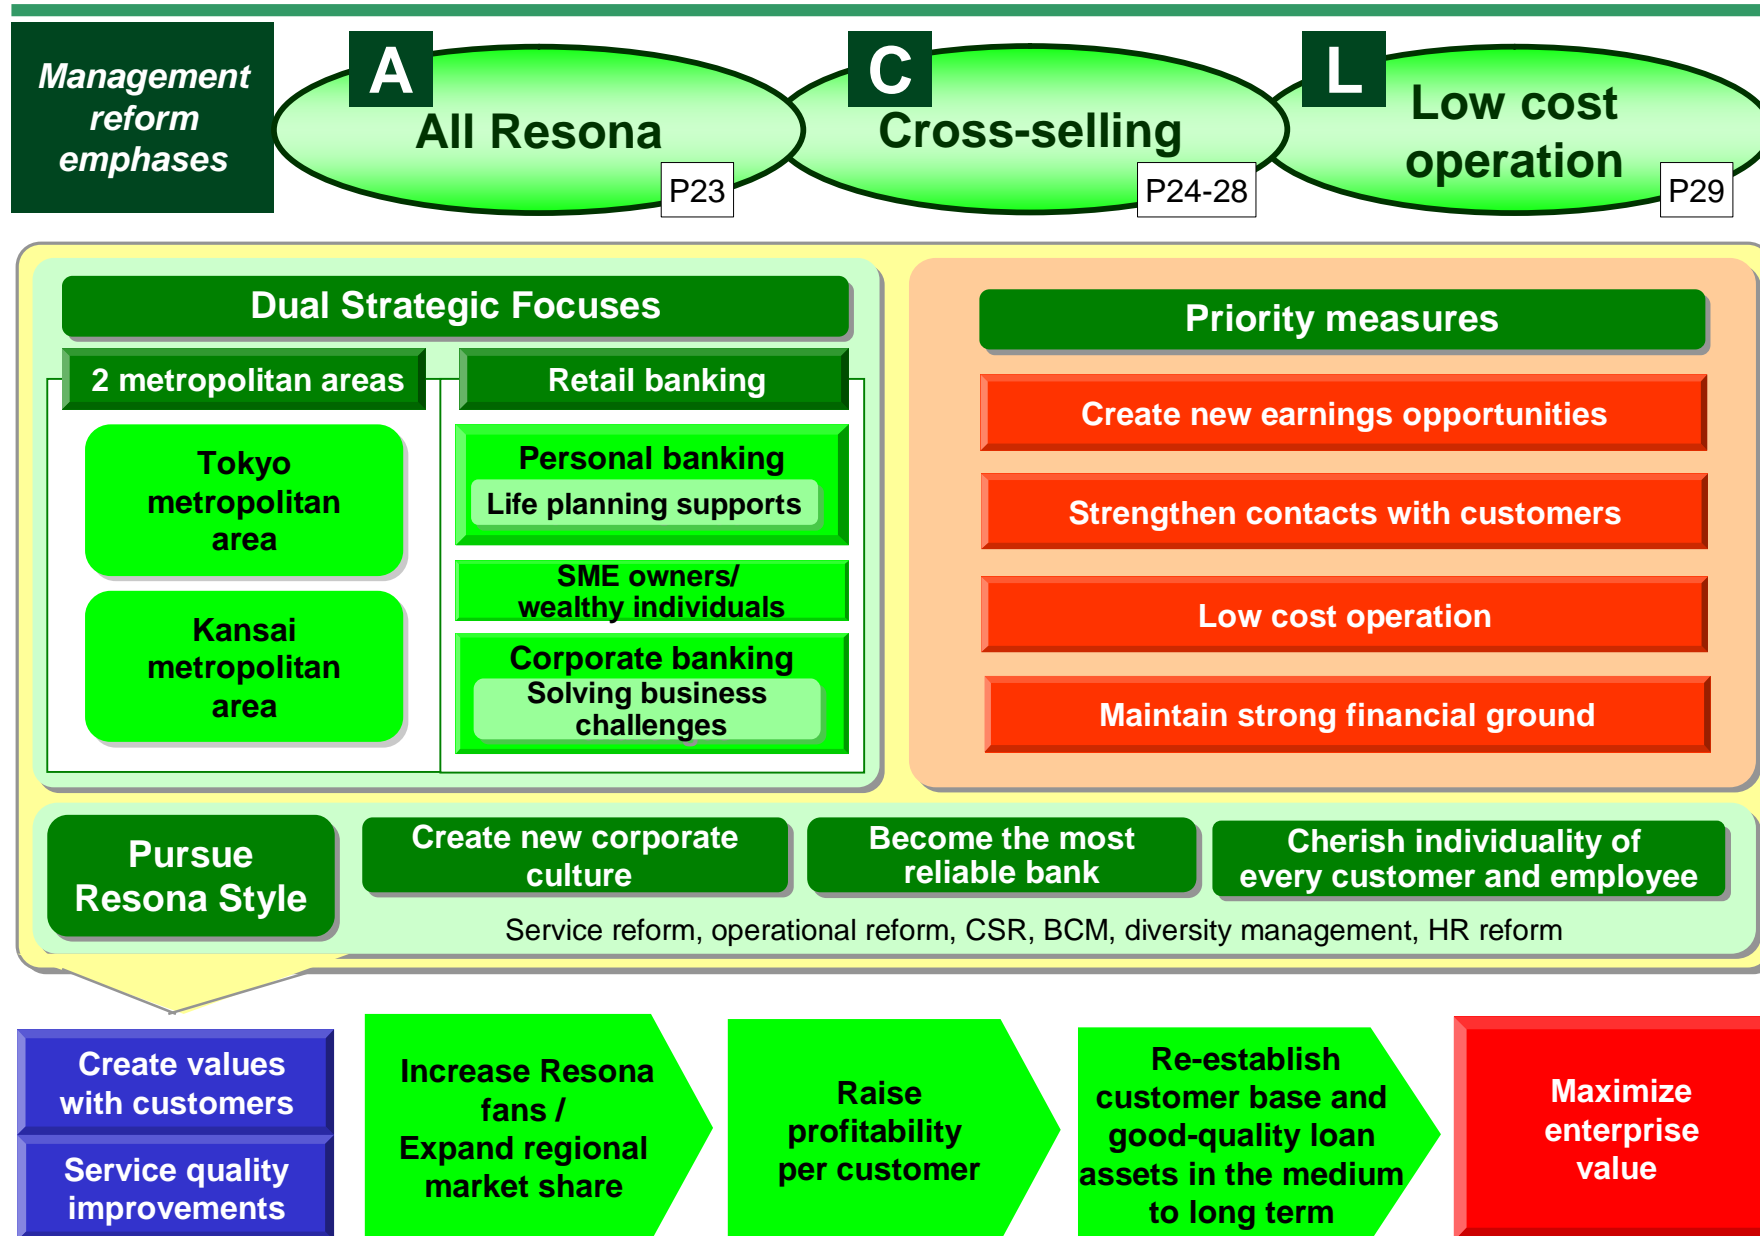 Management
reform
emphases
A
All Resona
P23
C
Cross-selling
P24-28
L
Low cost
operation
P29
Dual Strategic Focuses
2 metropolitan areas
Retail banking
Tokyo
metropolitan
area
Kansai
metropolitan
area
Personal banking
Life planning supports
SME owners/
wealthy individuals
Corporate banking
Solving business
challenges
Priority measures
Create new earnings opportunities
Strengthen contacts with customers
Low cost operation
Maintain strong financial ground
Pursue
Resona Style
Create new corporate
culture
Become the most
reliable bank
Cherish individuality of
every customer and employee
Service reform, operational reform, CSR, BCM, diversity management, HR reform
Create values
with customers
Service quality
improvements
Increase Resona
fans /
Expand regional
market share
Raise
profitability
per customer
Re-establish
customer base and
good-quality loan
assets in the medium
to long term
Maximize
enterprise
value